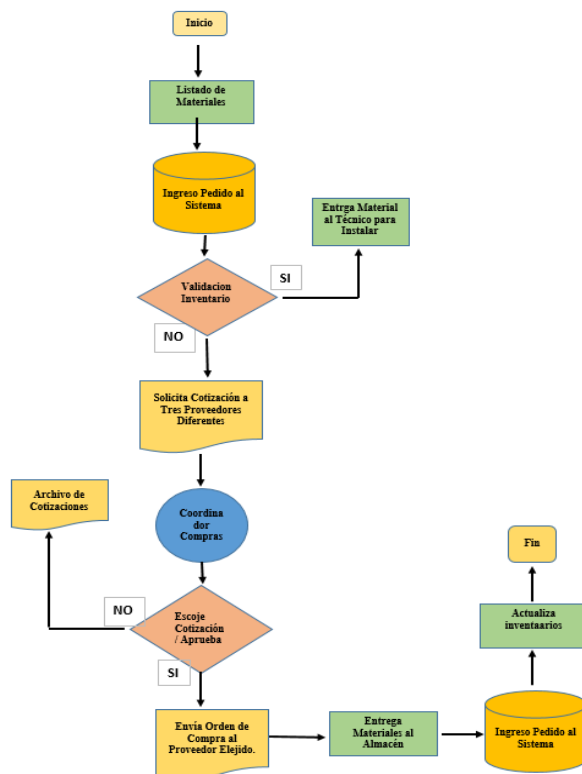 Inicio
Listado de
Materiales
Ingreso Pedido al
Sistema
Entrga Material
al Técnico para
Instalar
SI
Validacion
Inventario
NO
Solicita Cotización a
Tres Proveedores
Diferentes
Archivo de
Cotizaciones
Coordina
dor
Compras
Fin
NO
Escoje
Cotización
/ Aprueba
Actualiza
inventaarios
SI
Envía Orden de
Compra al
Proveedor Elejido.
Entrega
Materiales al
Almacén
Ingreso Pedido al
Sistema